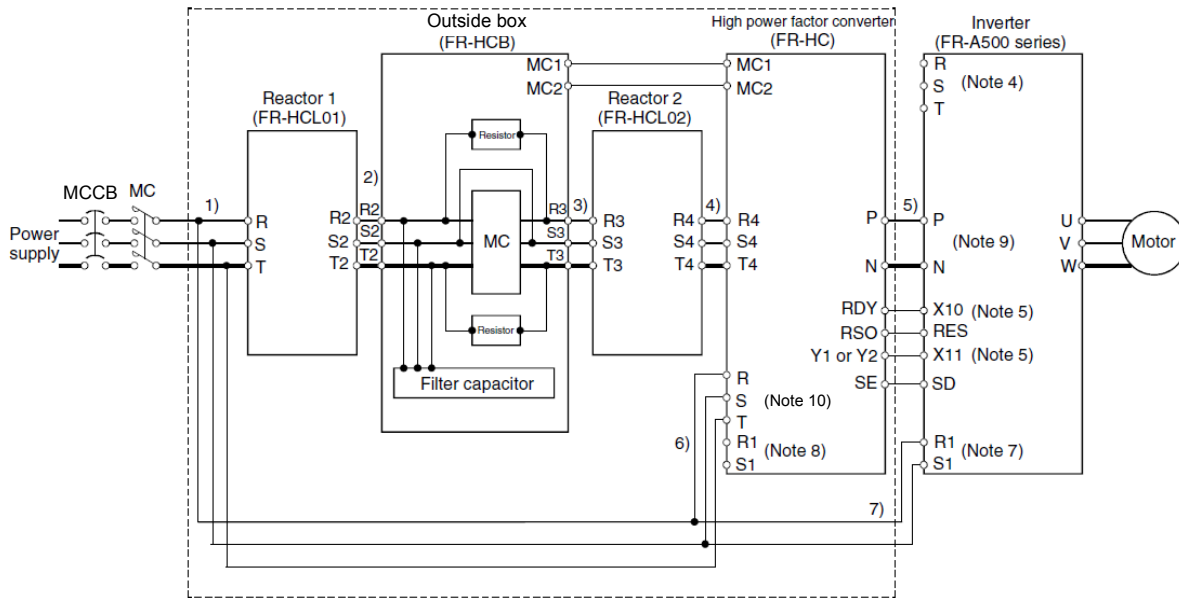 Outside box
(FR-HCB)
High power factor converter
(FR-HC)
Inverter
(FR-A500 series)
MC1
MC2
MC1
MC2
R
S
T
(Note 4)
Reactor 1
(FR-HCL01)
Reactor 2
(FR-HCL02)
Resistor
MCCB
MC
Power
supply
1)
R
S
T
2)
R2
S2
T2
R2
S2
T2
MC
R3
S3
T3
3)
R3
S3
T3
R4
S4
T4
4)
R4
S4
T4
P
N
5)
P
N
(Note 9)
U
V
W
Motor
Resistor
Filter capacitor
RDY
RSO
Y1 or Y2
SE
X10 (Note 5)
RES
X11 (Note 5)
SD
R
S
T
(Note 10)
6)
R1
S1
(Note 8)
R1
S1
(Note 7)
7)